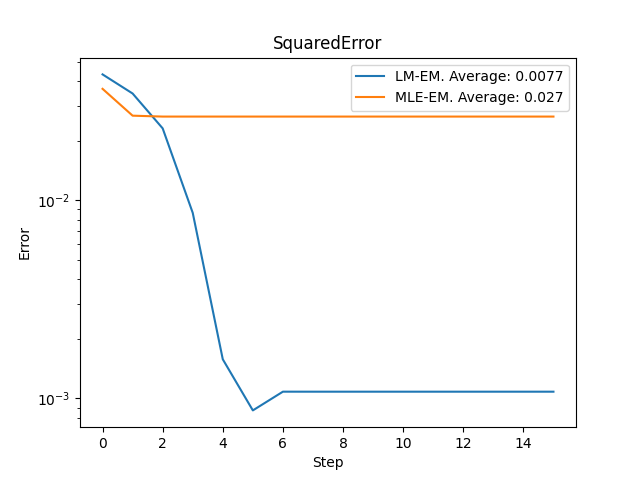 SquaredError
LM-EM. Average: 0.0077
MLE-EM. Average: 0.027
Error
10⁻²
10⁻³
0 2 4 6 8 10 12 14
Step